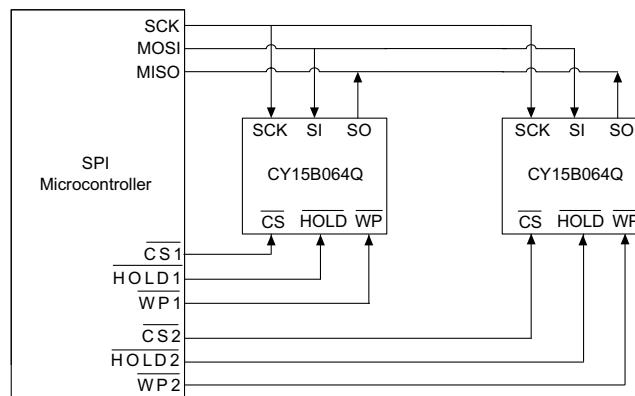 SCK
MOSI
MISO
SPI
Microcontroller
CS1
HOLD1
WP1
CS2
HOLD2
WP2
SCK SI SO
CY15B064Q
CS HOLD WP
SCK SI SO
CY15B064Q
CS HOLD WP